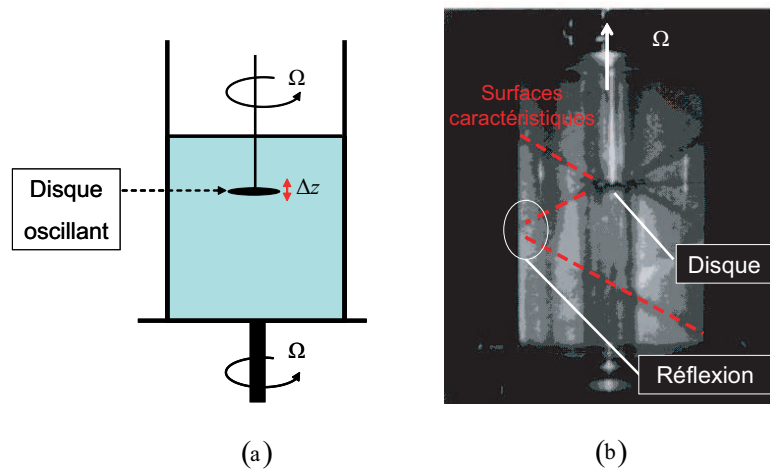 Ω
Δz
Disque
oscillant
Ω
(a)
Ω
Surfaces
caractéristiques
Disque
Réflexion
(b)